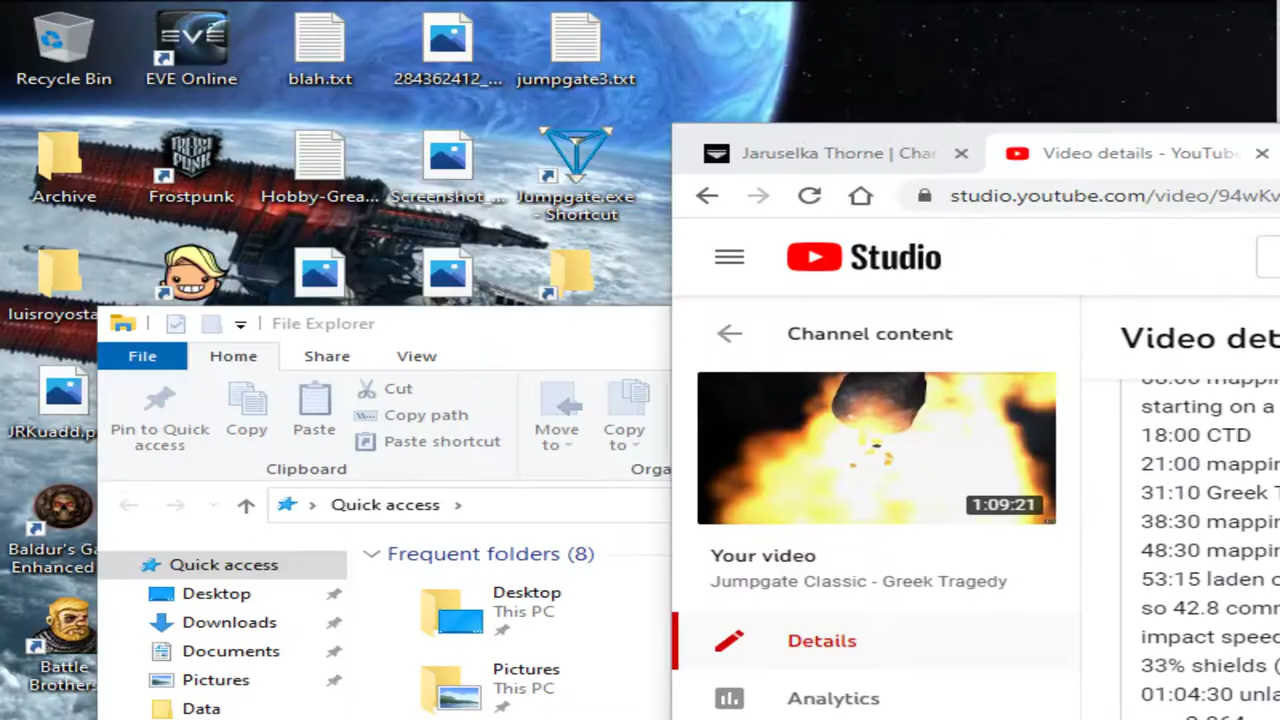 Recycle Bin
EVE Online
blah.txt
284362412_...
jumpgate3.txt
Archive
Frostpunk
Hobby-Grea...
Screenshot_...
Jumpgate.exe
- Shortcut
luisroyosta
JRKuadd.p
Baldur's Ga
Enhanced
Battle
Brothers
File Explorer
File
Home
Share
View
Pin to Quick
access
Copy
Paste
Cut
Copy path
Paste shortcut
Move
to
Copy
to
Clipboard
Orga
Quick access
Quick access
Desktop
Downloads
Documents
Pictures
Data
Frequent folders (8)
Desktop
This PC
Pictures
This PC
Jaruselka Thorne | Char
Video details - YouTube
studio.youtube.com/video/94wKv
Studio
Channel content
1:09:21
Your video
Jumpgate Classic - Greek Tragedy
Details
Analytics
Video det
mapping
starting on a
18:00 CTD
21:00 mappin
31:10 Greek T
38:30 mappin
48:30 mappin
53:15 laden c
so 42.8 comm
impact speed
33% shields (
01:04:30 unla